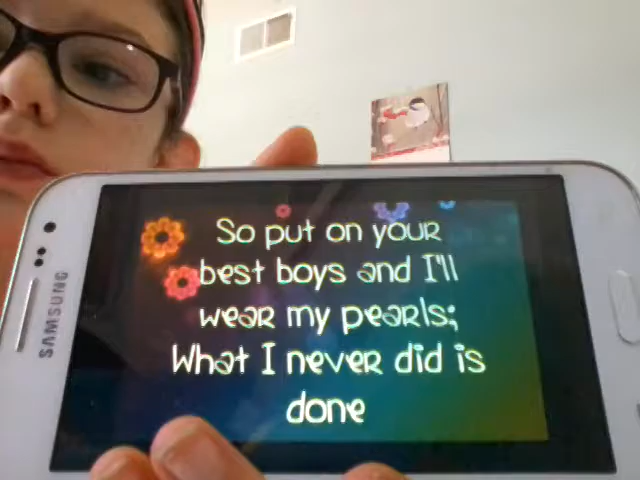 SAMSUNG
So put on your
best boys and I'll
wear my pearls;
What I never did is
done